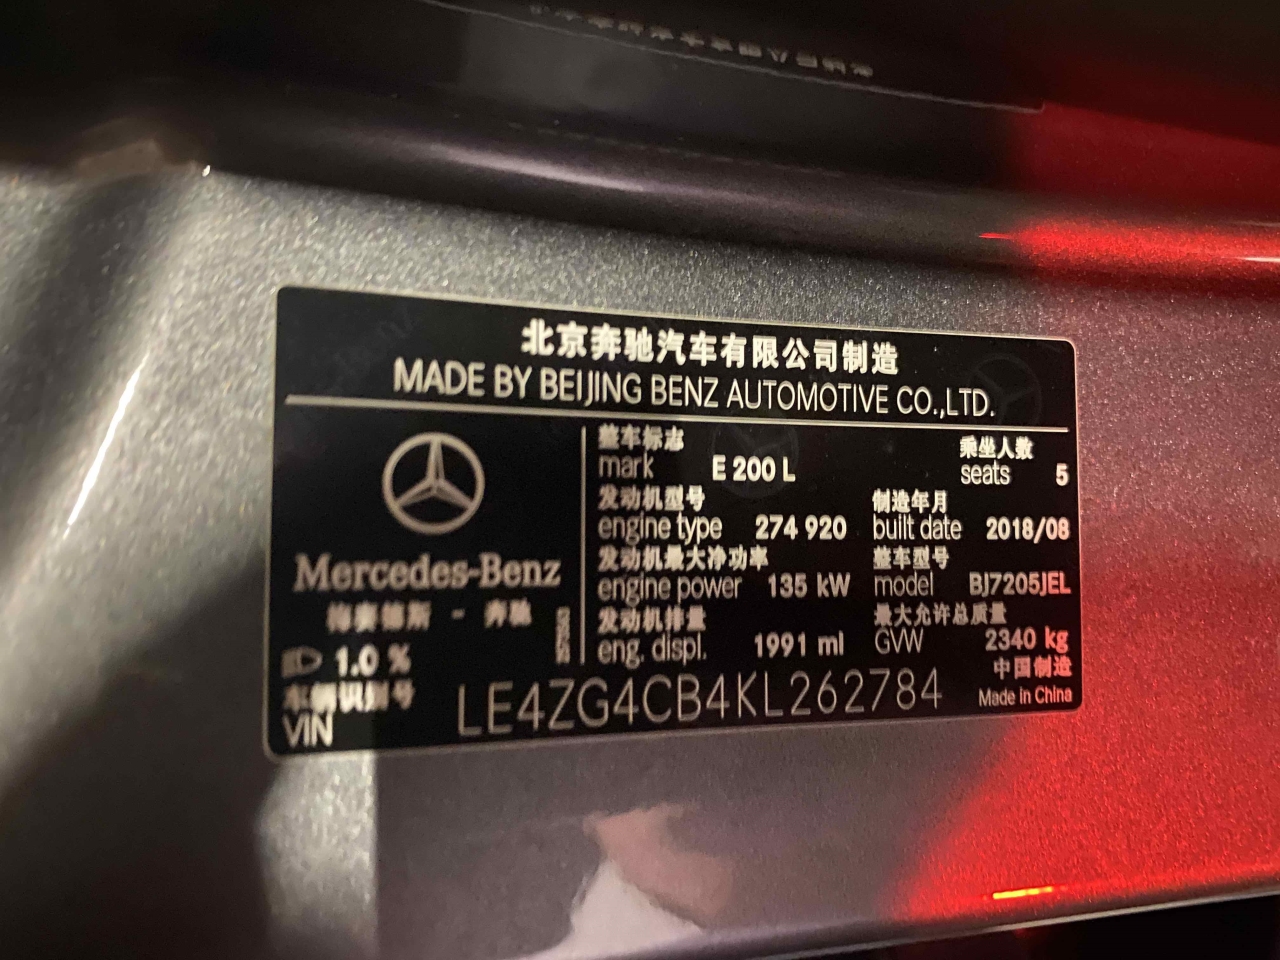 北京奔驰汽车有限公司制造
MADE BY BEIJING BENZ AUTOMOTIVE CO.,LTD.
Mercedes-Benz
梅赛德斯 - 奔驰
1.0 %
整车标志
mark E 200 L
乘坐人数
seats 5
发动机型号
engine type 274 920
制造年月
built date 2018/08
发动机最大净功率
engine power 135 kW
整车型号
model BJ7205JEL
发动机排量
eng. displ. 1991 ml
最大允许总质量
GVW 2340 kg
中国制造
Made in China
车辆识别号
VIN LE4ZG4CB4KL262784